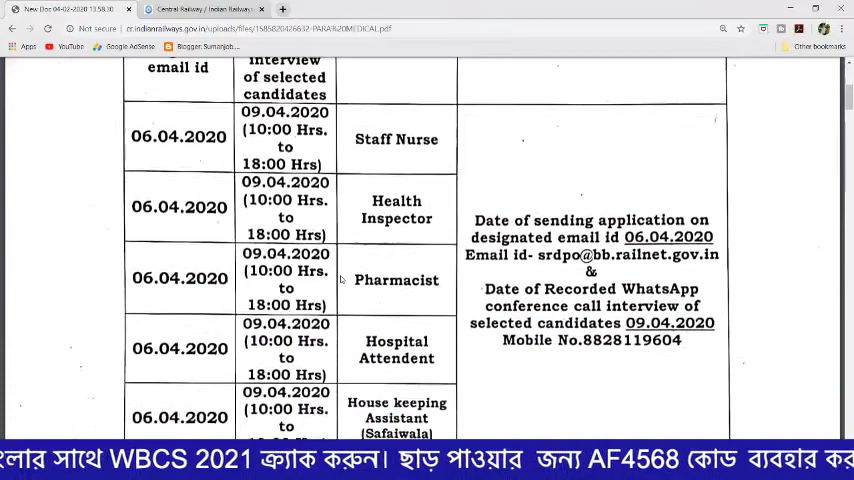 New Doc 04-02-2020 13.58.30
Central Railway / Indian Railways
Not secure
cr.indianrailways.gov.in/uploads/files/1585820426632-PARA%20MEDICAL.pdf
Apps
YouTube
Google AdSense
Blogger: Sumanjob...
Other bookmarks
email id
interview
of selected
candidates
06.04.2020
09.04.2020
(10:00 Hrs.
to
18:00 Hrs)
Staff Nurse
06.04.2020
09.04.2020
(10:00 Hrs.
to
18:00 Hrs)
Health
Inspector
06.04.2020
09.04.2020
(10:00 Hrs.
to
18:00 Hrs)
Pharmacist
06.04.2020
09.04.2020
(10:00 Hrs.
to
18:00 Hrs)
Hospital
Attendent
06.04.2020
09.04.2020
(10:00 Hrs.
to
House keeping
Assistant
(Safaiwala)
Date of sending application on
designated email id 06.04.2020
Email id- srdpo@bb.railnet.gov.in
&
Date of Recorded WhatsApp
conference call interview of
selected candidates 09.04.2020
Mobile No.8828119604
ংলার সাথে WBCS 2021 ক্র্যাক করুন। ছাড় পাওয়ার জন্য AF4568 কোড ব্যবহার কর